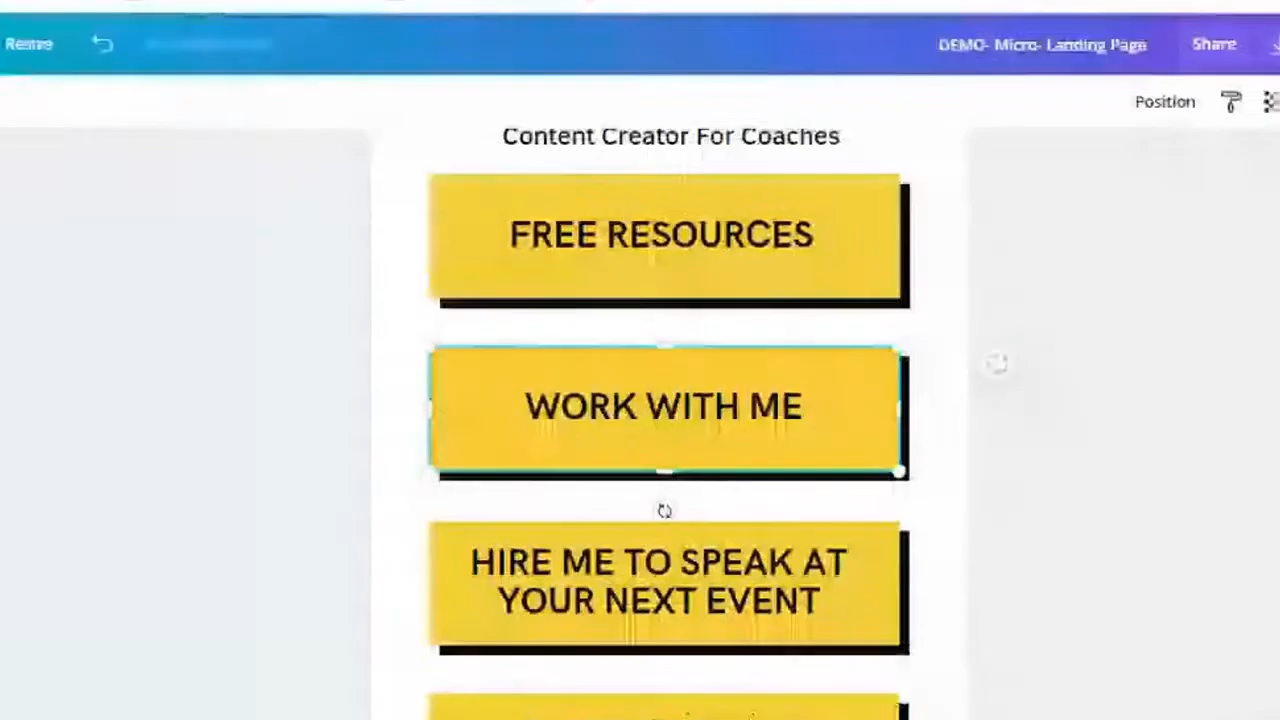 Resize
DEMO- Micro- Landing Page
Share
Position
Content Creator For Coaches
FREE RESOURCES
WORK WITH ME
HIRE ME TO SPEAK AT
YOUR NEXT EVENT